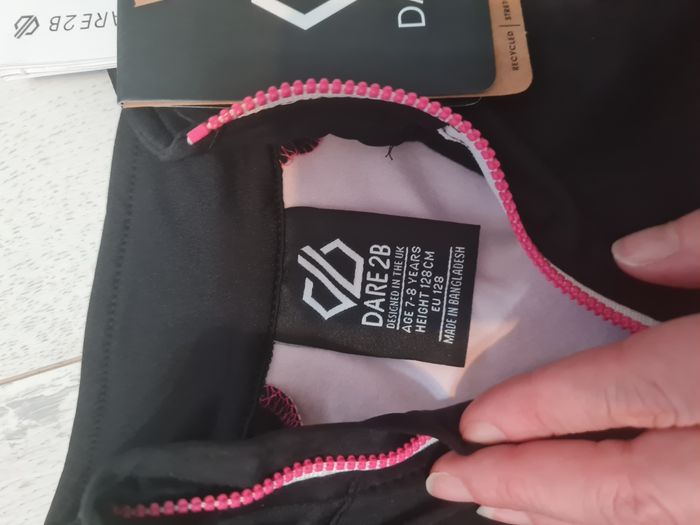 ARE2B
D
RECYCLED | STRET
DARE 2B
DESIGNED IN THE UK
AGE 7-8 YEARS
HEIGHT 128CM
EU 128
MADE IN BANGLADESH